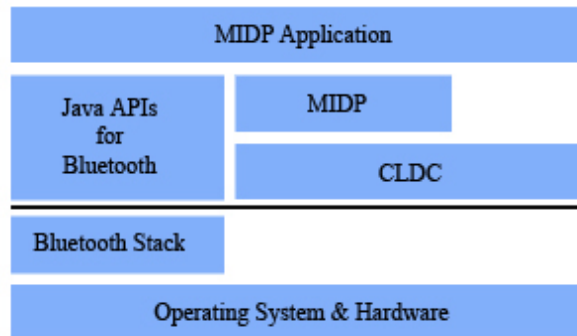 MIDP Application
Java APIs
for
Bluetooth
MIDP
CLDC
Bluetooth Stack
Operating System & Hardware